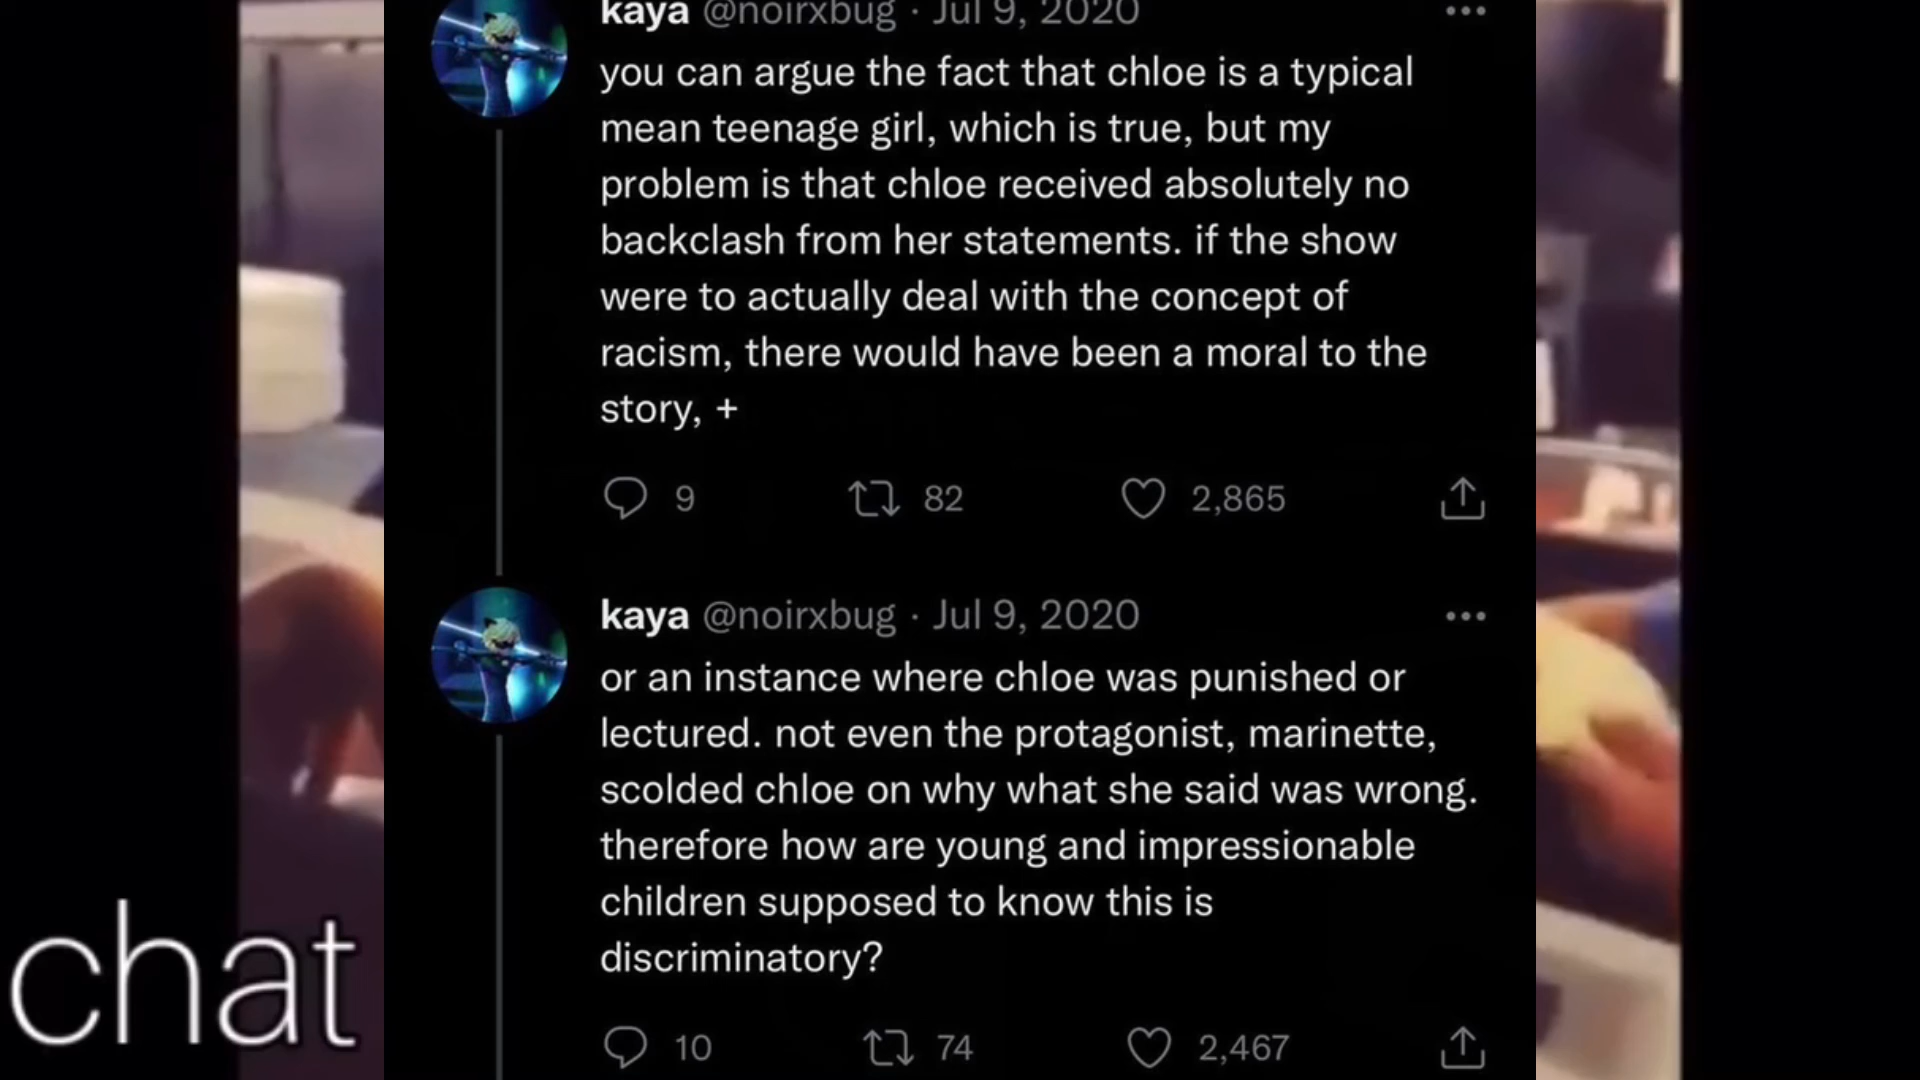 kaya @noirxbug · Jul 9, 2020
you can argue the fact that chloe is a typical
mean teenage girl, which is true, but my
problem is that chloe received absolutely no
backclash from her statements. if the show
were to actually deal with the concept of
racism, there would have been a moral to the
story, +
9 82 2,865
kaya @noirxbug · Jul 9, 2020
or an instance where chloe was punished or
lectured. not even the protagonist, marinette,
scolded chloe on why what she said was wrong.
therefore how are young and impressionable
children supposed to know this is
discriminatory?
10 74 2,467
chat